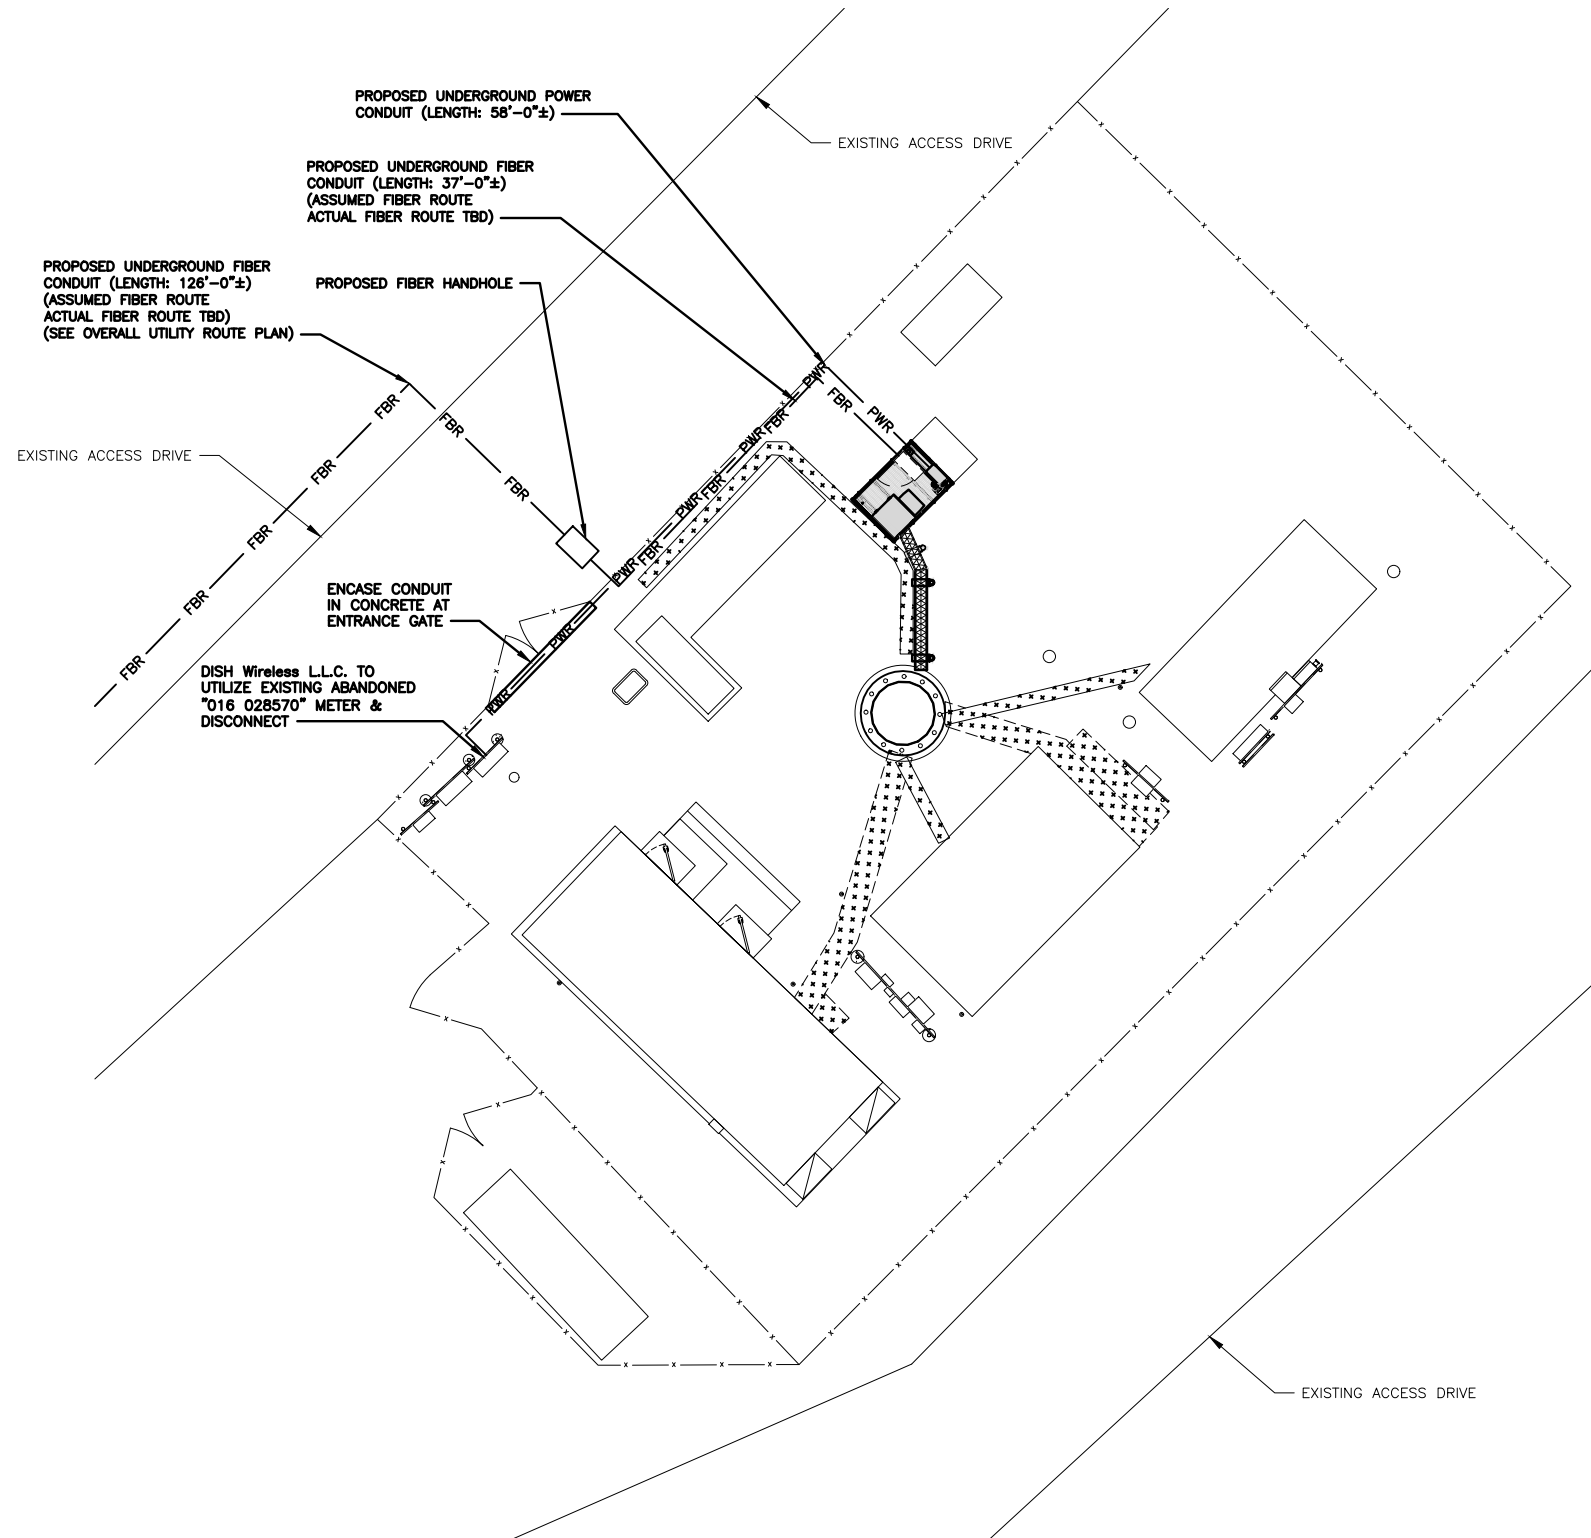 PROPOSED UNDERGROUND POWER
CONDUIT (LENGTH: 58'-0"±)
EXISTING ACCESS DRIVE
PROPOSED UNDERGROUND FIBER
CONDUIT (LENGTH: 37'-0"±)
(ASSUMED FIBER ROUTE
ACTUAL FIBER ROUTE TBD)
PROPOSED UNDERGROUND FIBER
CONDUIT (LENGTH: 126'-0"±)
(ASSUMED FIBER ROUTE
ACTUAL FIBER ROUTE TBD)
(SEE OVERALL UTILITY ROUTE PLAN)
PROPOSED FIBER HANDHOLE
PWR
FBR
PWR
FBR
FBR
FBR
PWR
FBR
EXISTING ACCESS DRIVE
FBR
FBR
PWR
FBR
FBR
PWR
FBR
FBR
ENCASE CONDUIT
IN CONCRETE AT
ENTRANCE GATE
PWR
FBR
DISH Wireless L.L.C. TO
UTILIZE EXISTING ABANDONED
"016 028570" METER &
DISCONNECT
PWR
EXISTING ACCESS DRIVE